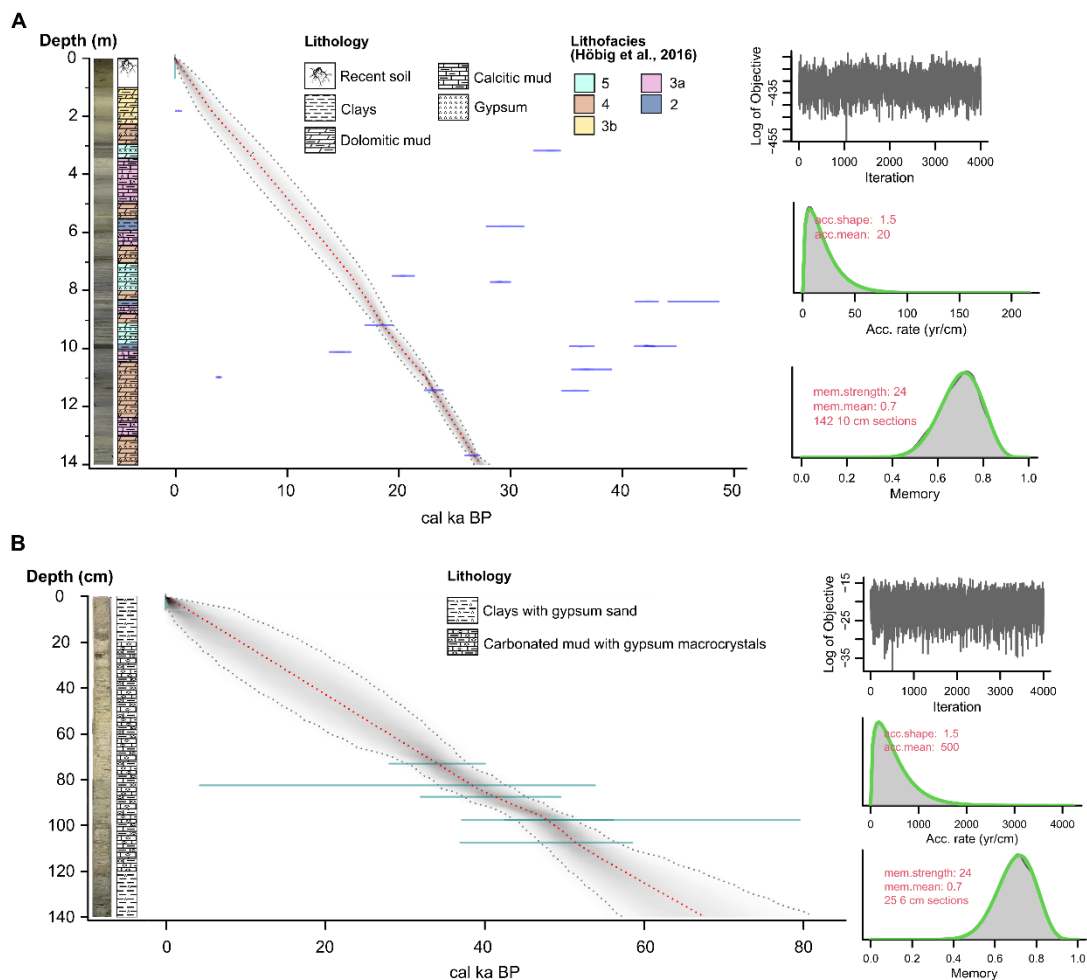 A
Depth (m)
0
2
4
6
8
10
12
14
Lithology
Recent soil
Clays
Dolomitic mud
Calcitic mud
Gypsum
Lithofacies
(Höbig et al., 2016)
5
4
3b
3a
2
0
10
20
30
40
50
cal ka BP
Log of Objective
-435
-455
0
1000
2000
3000
4000
Iteration
acc.shape: 1.5
acc.mean: 20
0
50
100
150
200
Acc. rate (yr/cm)
mem.strength: 24
mem.mean: 0.7
142 10 cm sections
0.0
0.2
0.4
0.6
0.8
1.0
Memory
B
Depth (cm)
0
20
40
60
80
100
120
140
Lithology
Clays with gypsum sand
Carbonated mud with gypsum macrocrystals
0
20
40
60
80
cal ka BP
Log of Objective
-15
-25
-35
0
1000
2000
3000
4000
Iteration
acc.shape: 1.5
acc.mean: 500
0
1000
2000
3000
4000
Acc. rate (yr/cm)
mem.strength: 24
mem.mean: 0.7
25 6 cm sections
0.0
0.2
0.4
0.6
0.8
1.0
Memory